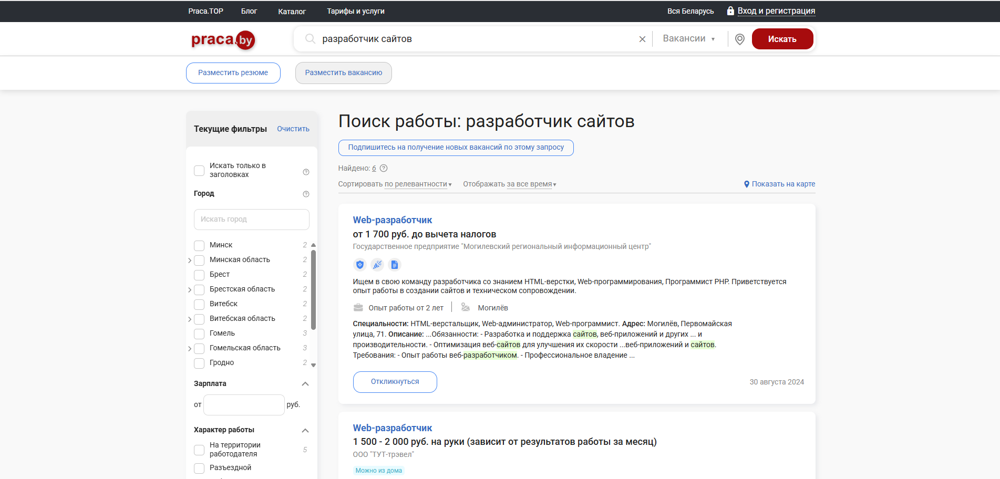 Praca.TOP Блог Каталог Тарифы и услуги Вся Беларусь Вход и регистрация
praca.by разработчик сайтов Вакансии Искать
Разместить резюме Разместить вакансию
Текущие фильтры Очистить
Искать только в
заголовках
Город
Искать город
Минск 2
Минская область 2
Брест 2
Брестская область 2
Витебск 2
Витебская область 2
Гомель 3
Гомельская область 3
Гродно 2
Зарплата
от руб.
Характер работы
На территории
работодателя 5
Разъездной
Поиск работы: разработчик сайтов
Подпишитесь на получение новых вакансий по этому запросу
Найдено: 6
Сортировать по релевантности Отображать за все время Показать на карте
Web-разработчик
от 1 700 руб. до вычета налогов
Государственное предприятие "Могилевский региональный информационный центр"
Ищем в свою команду разработчика со знанием HTML-верстки, Web-программирования, Программист PHP. Приветствуется
опыт работы в создании сайтов и техническом сопровождении.
Опыт работы от 2 лет Могилёв
Специальности: HTML-верстальщик, Web-администратор, Web-программист. Адрес: Могилёв, Первомайская
улица, 71. Описание: ...Обязанности: - Разработка и поддержка сайтов, веб-приложений и других ... и
производительности. - Оптимизация веб-сайтов для улучшения их скорости ...веб-приложений и сайтов.
Требования: - Опыт работы веб-разработчиком. - Профессиональное владение ...
Откликнуться 30 августа 2024
Web-разработчик
1 500 - 2 000 руб. на руки (зависит от результатов работы за месяц)
ООО "ТУТ-трэвел"
Можно из дома